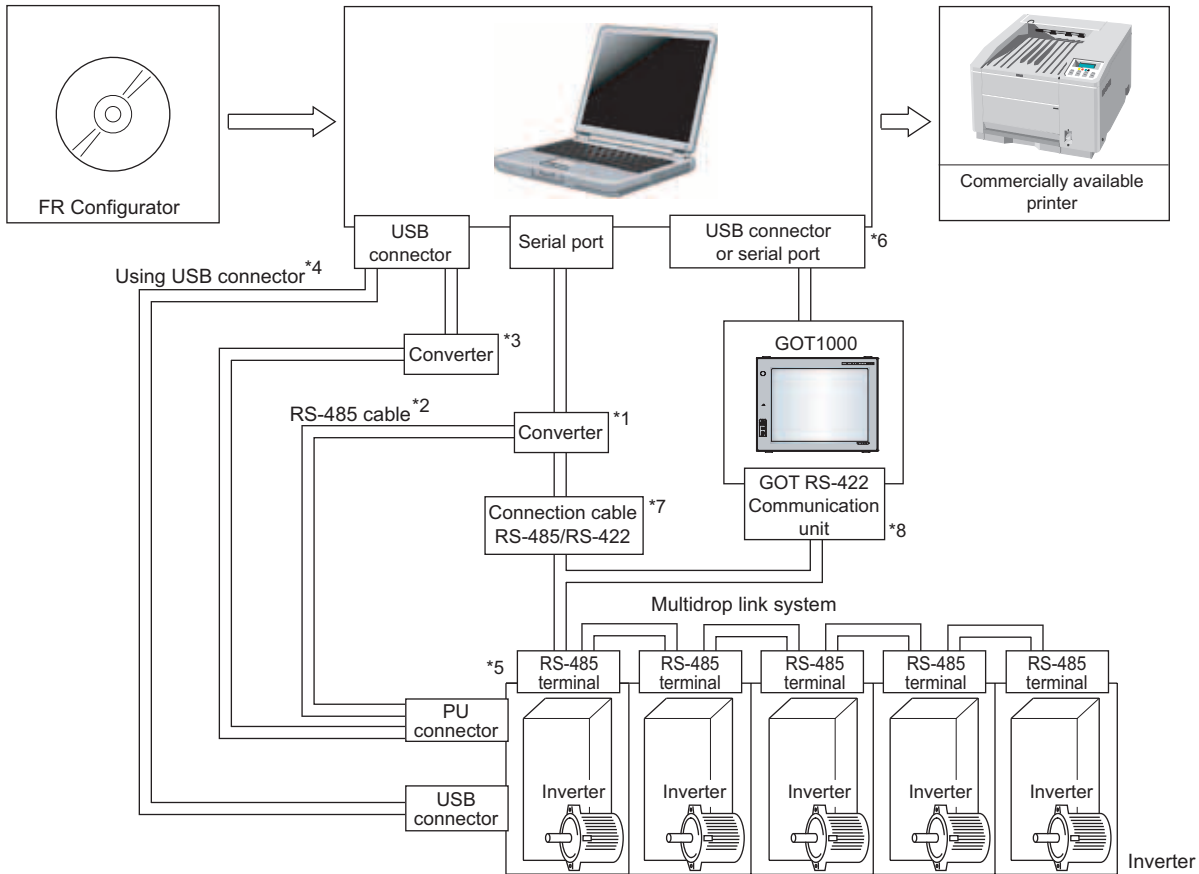 FR Configurator
Commercially available
printer
USB
connector
Serial port
USB connector
or serial port
*6
Using USB connector*4
Converter
*3
GOT1000
RS-485 cable*2
Converter
*1
Connection cable
RS-485/RS-422
*7
GOT RS-422
Communication
unit
*8
Multidrop link system
*5
RS-485
terminal
RS-485
terminal
RS-485
terminal
RS-485
terminal
RS-485
terminal
PU
connector
USB
connector
Inverter
Inverter
Inverter
Inverter
Inverter
Inverter